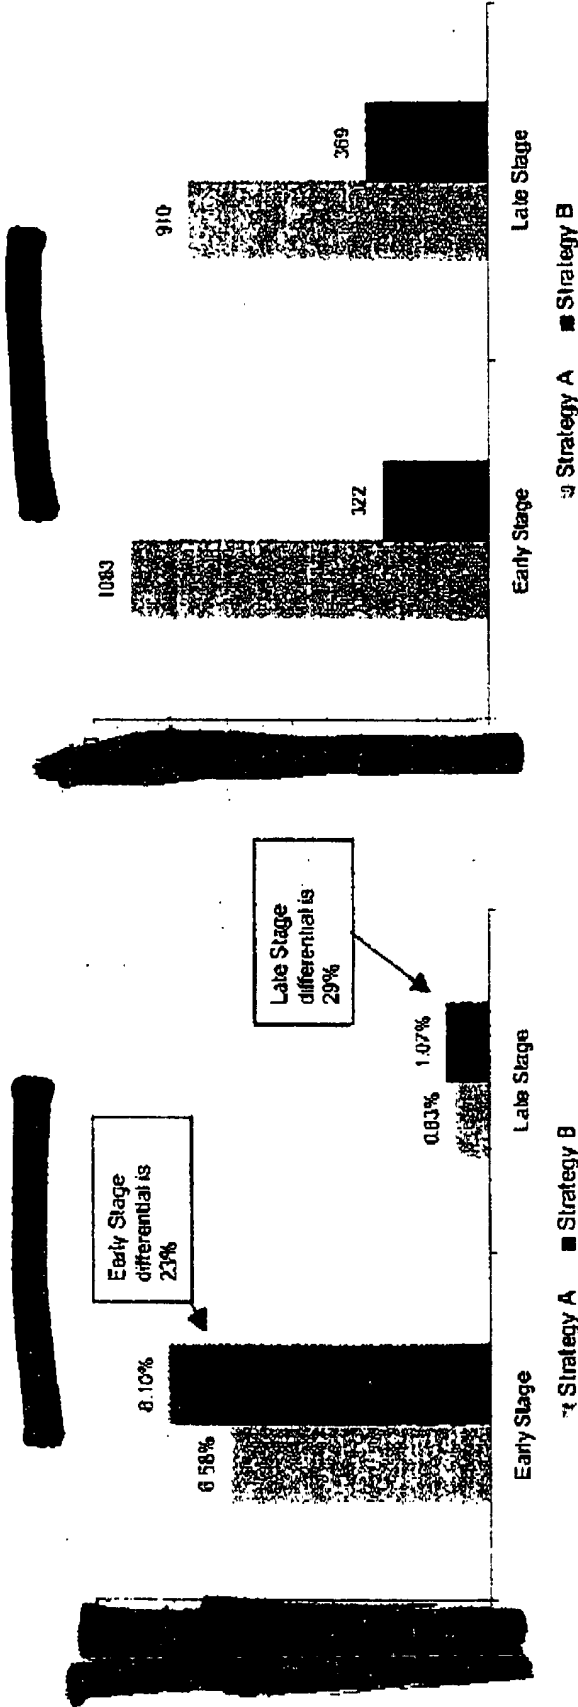 Early Stage
differential is
23%
Late Stage
differential is
29%
6.58%
8.10%
0.83%
1.07%
Early Stage
Late Stage
Strategy A
Strategy B
1083
322
910
369
Early Stage
Late Stage
Strategy A
Strategy B